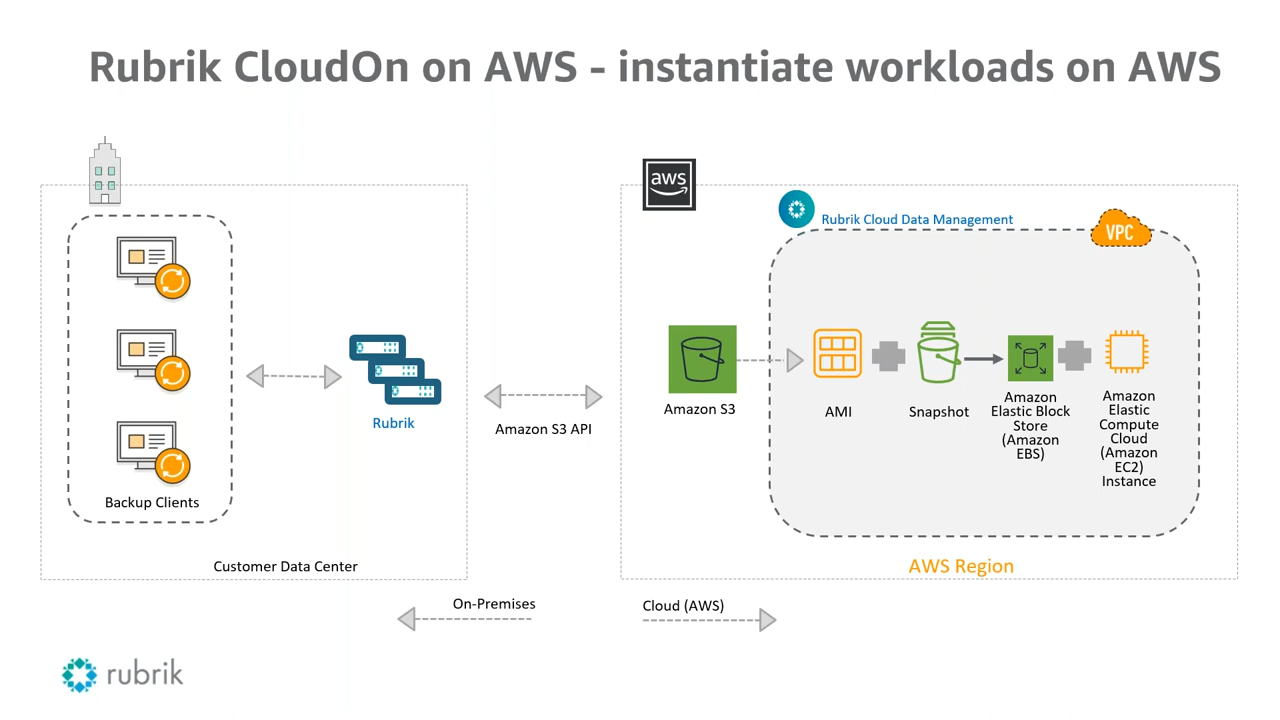 Rubrik CloudOn on AWS - instantiate workloads on AWS
aws
Rubrik Cloud Data Management
VPC
Backup Clients
Rubrik
Customer Data Center
Amazon S3 API
Amazon S3
AMI
Snapshot
Amazon
Elastic Block
Store
(Amazon
EBS)
Amazon
Elastic
Compute
Cloud
(Amazon
EC2)
Instance
AWS Region
On-Premises
Cloud (AWS)
rubrik